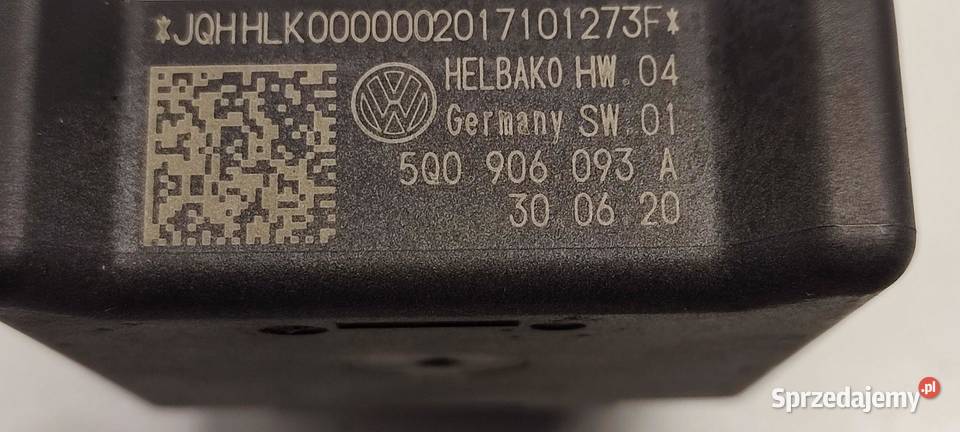 *JQHHLK0000002017101273F*
HELBAKO HW.04
Germany SW.01
5Q0 906 093 A
30 06 20
Sprzedajemy.pl